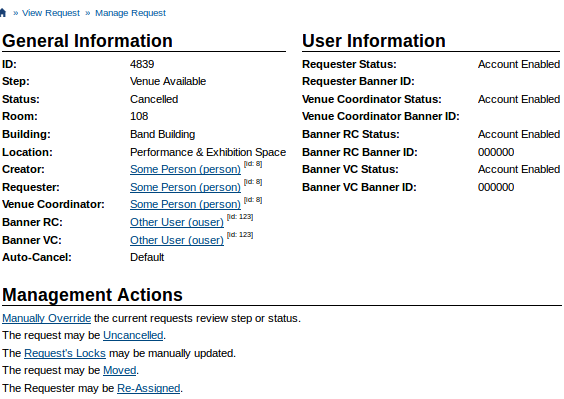 » View Request » Manage Request
General Information
ID: 4839
Step: Venue Available
Status: Cancelled
Room: 108
Building: Band Building
Location: Performance & Exhibition Space
Creator: Some Person (person) [id: 8]
Requester: Some Person (person) [id: 8]
Venue Coordinator: Some Person (person) [id: 8]
Banner RC: Other User (ouser) [id: 123]
Banner VC: Other User (ouser) [id: 123]
Auto-Cancel: Default
User Information
Requester Status: Account Enabled
Requester Banner ID:
Venue Coordinator Status: Account Enabled
Venue Coordinator Banner ID:
Banner RC Status: Account Enabled
Banner RC Banner ID: 000000
Banner VC Status: Account Enabled
Banner VC Banner ID: 000000
Management Actions
Manually Override the current requests review step or status.
The request may be Uncancelled.
The Request's Locks may be manually updated.
The request may be Moved.
The Requester may be Re-Assigned.